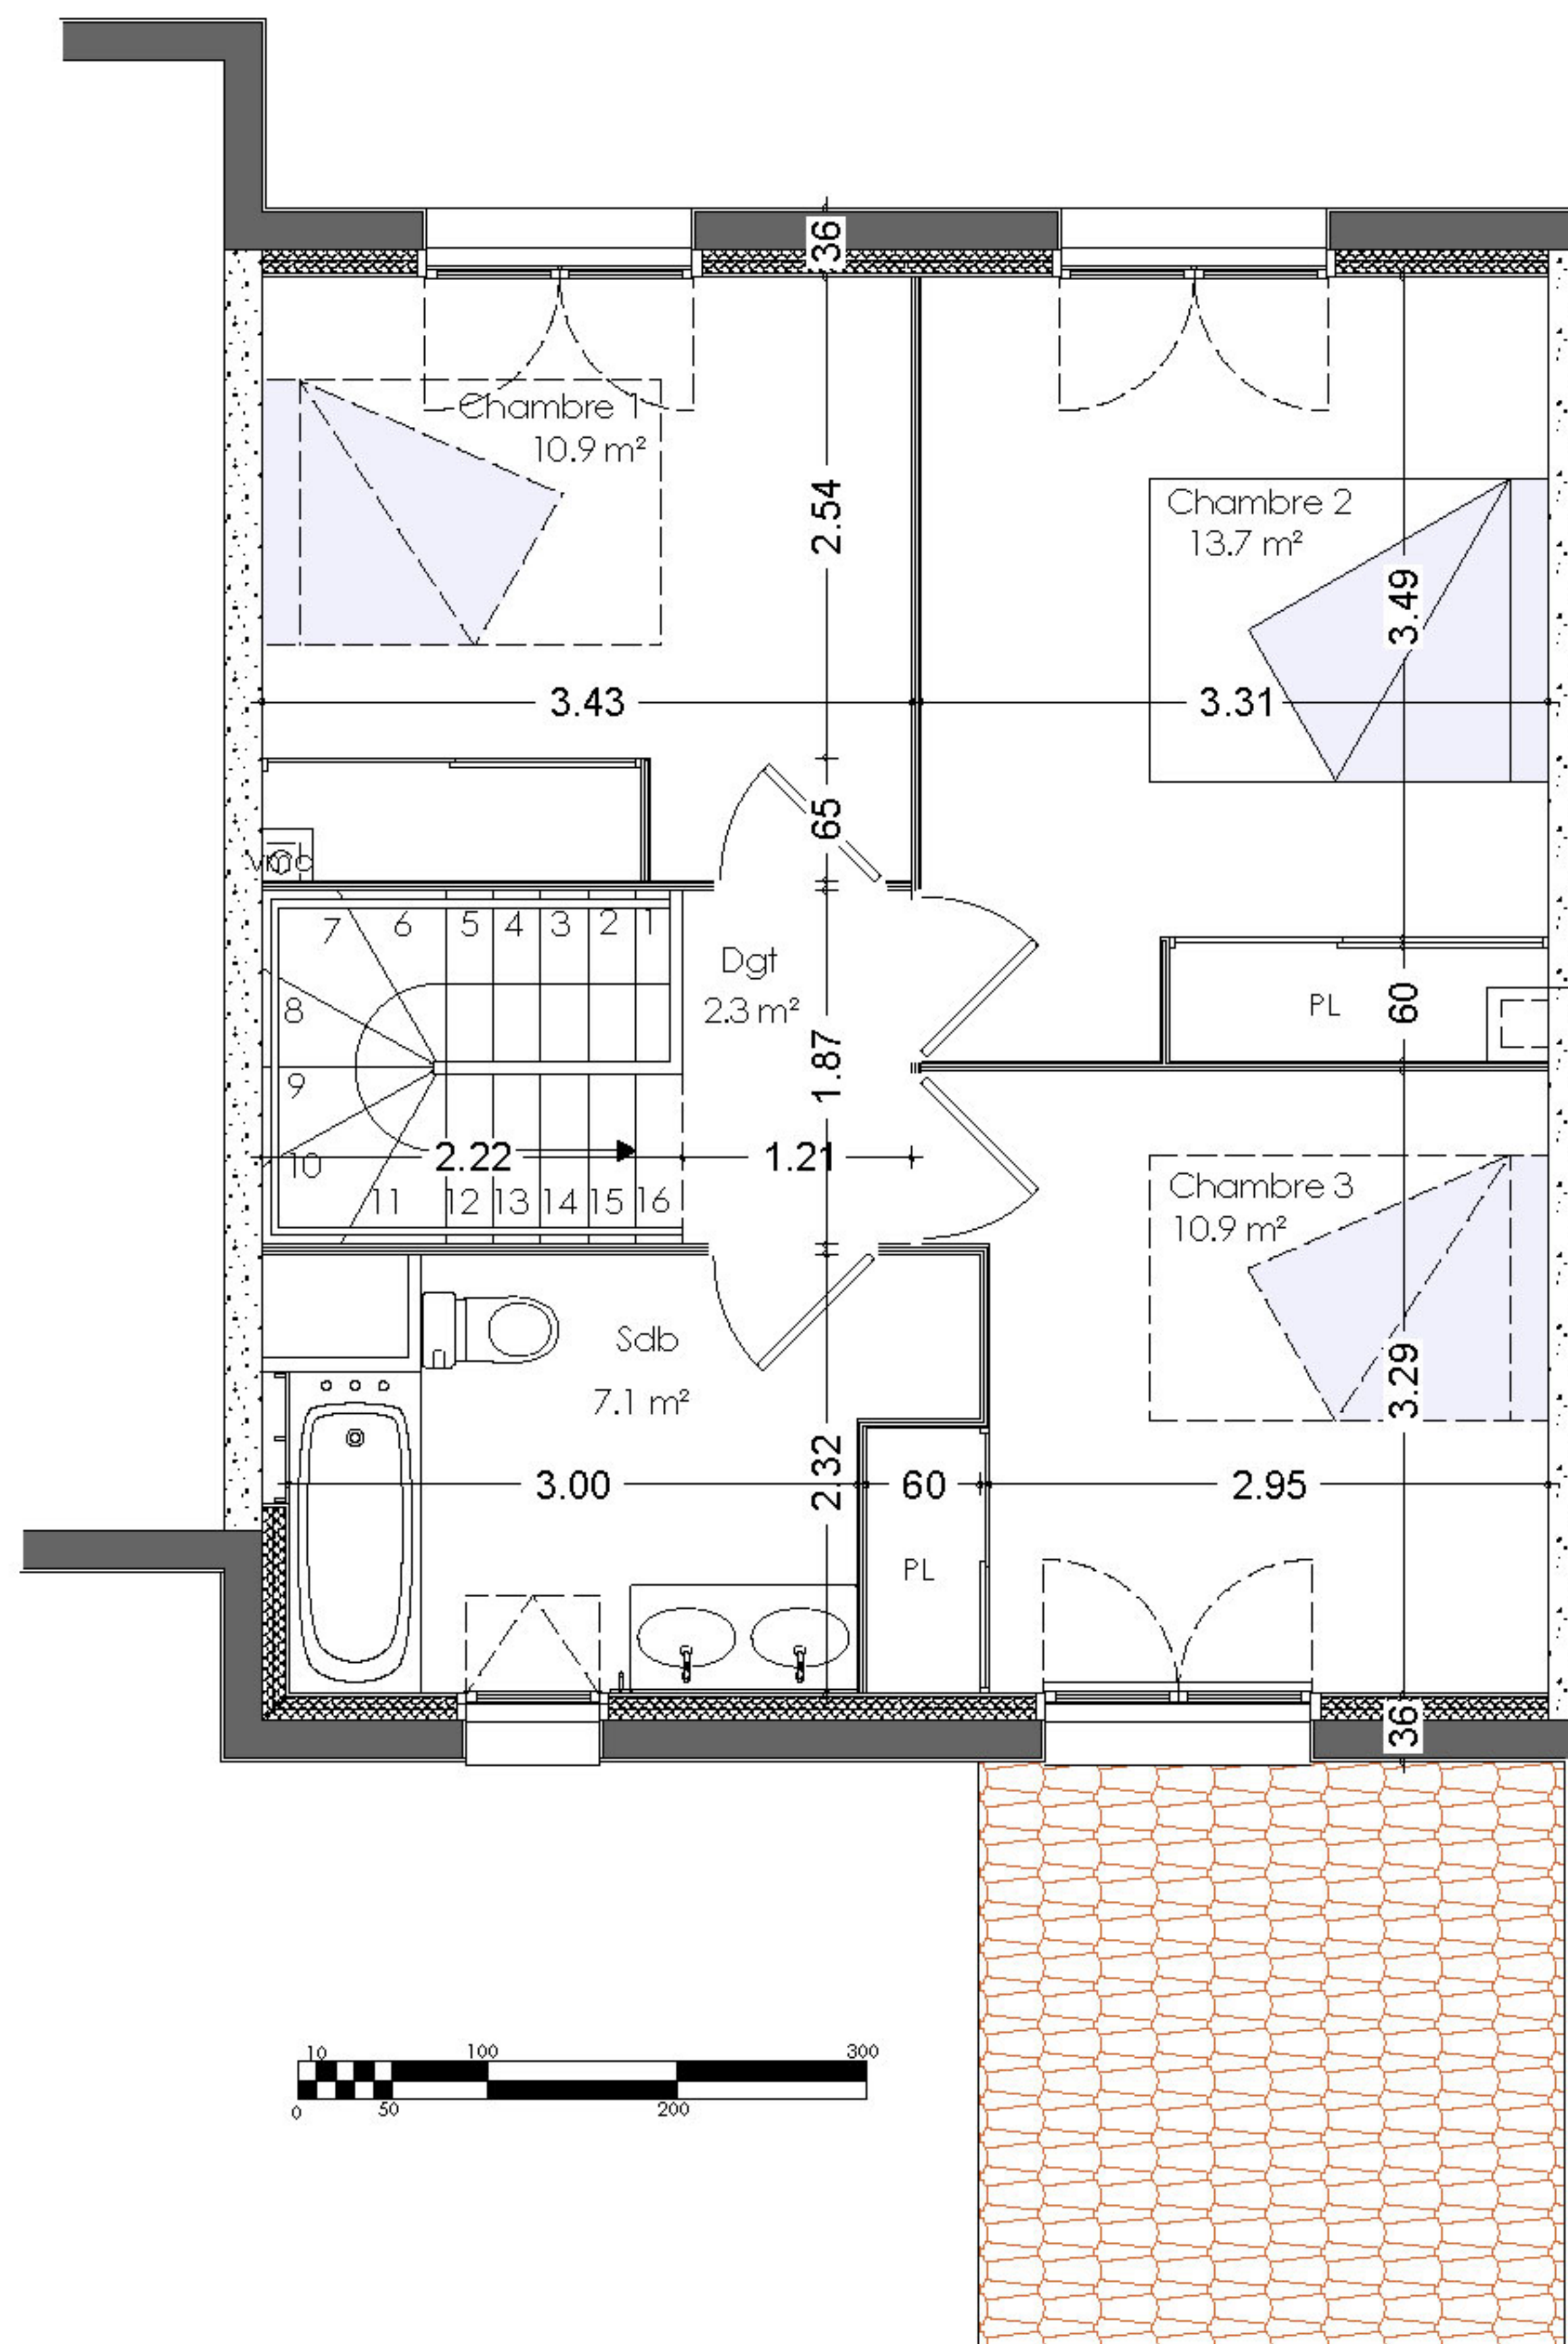 36
Chambre 1
10.9 m²
2.54
Chambre 2
13.7 m²
3.49
3.43
3.31
65
vmc
7 6 5 4 3 2 1
Dgt
2.3 m²
8
PL
60
1.87
9
2.22
1.21
10
11 12 13 14 15 16
Chambre 3
10.9 m²
Sdb
7.1 m²
3.29
3.00
2.32
60
2.95
PL
36
10 100 300
0 50 200